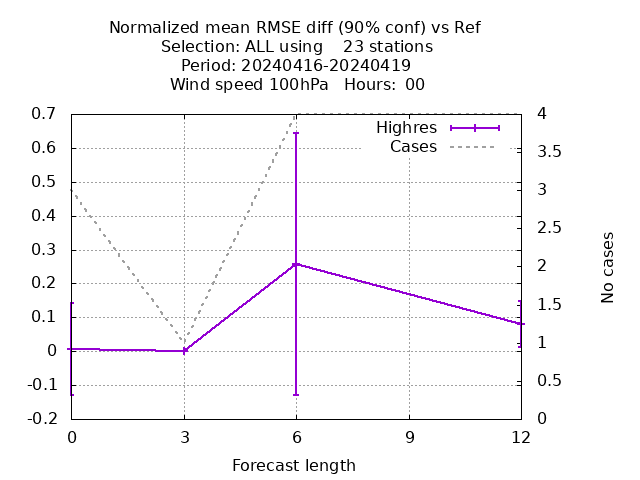 Normalized mean RMSE diff (90% conf) vs Ref
Selection: ALL using    23 stations
Period: 20240416-20240419
Wind speed 100hPa   Hours:  00
Highres
Cases
0.7
0.6
0.5
0.4
0.3
0.2
0.1
0
-0.1
-0.2
4
3.5
3
2.5
2
1.5
1
0.5
0
No cases
0 3 6 9 12
Forecast length